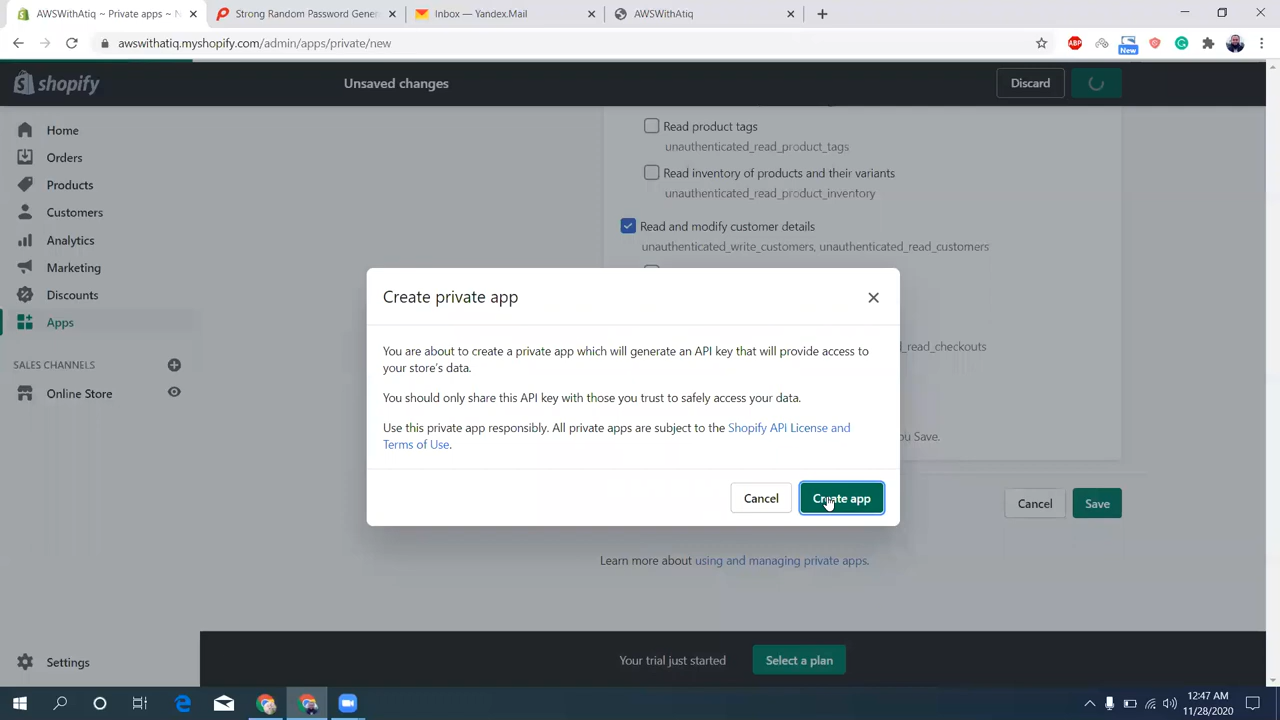 AWSWithAtiq ~ Private apps ~ N
Strong Random Password Gene
Inbox — Yandex.Mail
AWSWithAtiq
awswithatiq.myshopify.com/admin/apps/private/new
ABP
New
shopify
Unsaved changes
Discard
Home
Orders
Products
Customers
Analytics
Marketing
Discounts
Apps
SALES CHANNELS
Online Store
Settings
Read product tags
unauthenticated_read_product_tags
Read inventory of products and their variants
unauthenticated_read_product_inventory
Read and modify customer details
unauthenticated_write_customers, unauthenticated_read_customers
d_read_checkouts
ou Save.
Create private app
You are about to create a private app which will generate an API key that will provide access to
your store's data.
You should only share this API key with those you trust to safely access your data.
Use this private app responsibly. All private apps are subject to the Shopify API License and
Terms of Use.
Cancel
Create app
Cancel
Save
Learn more about using and managing private apps.
Your trial just started
Select a plan
12:47 AM
11/28/2020